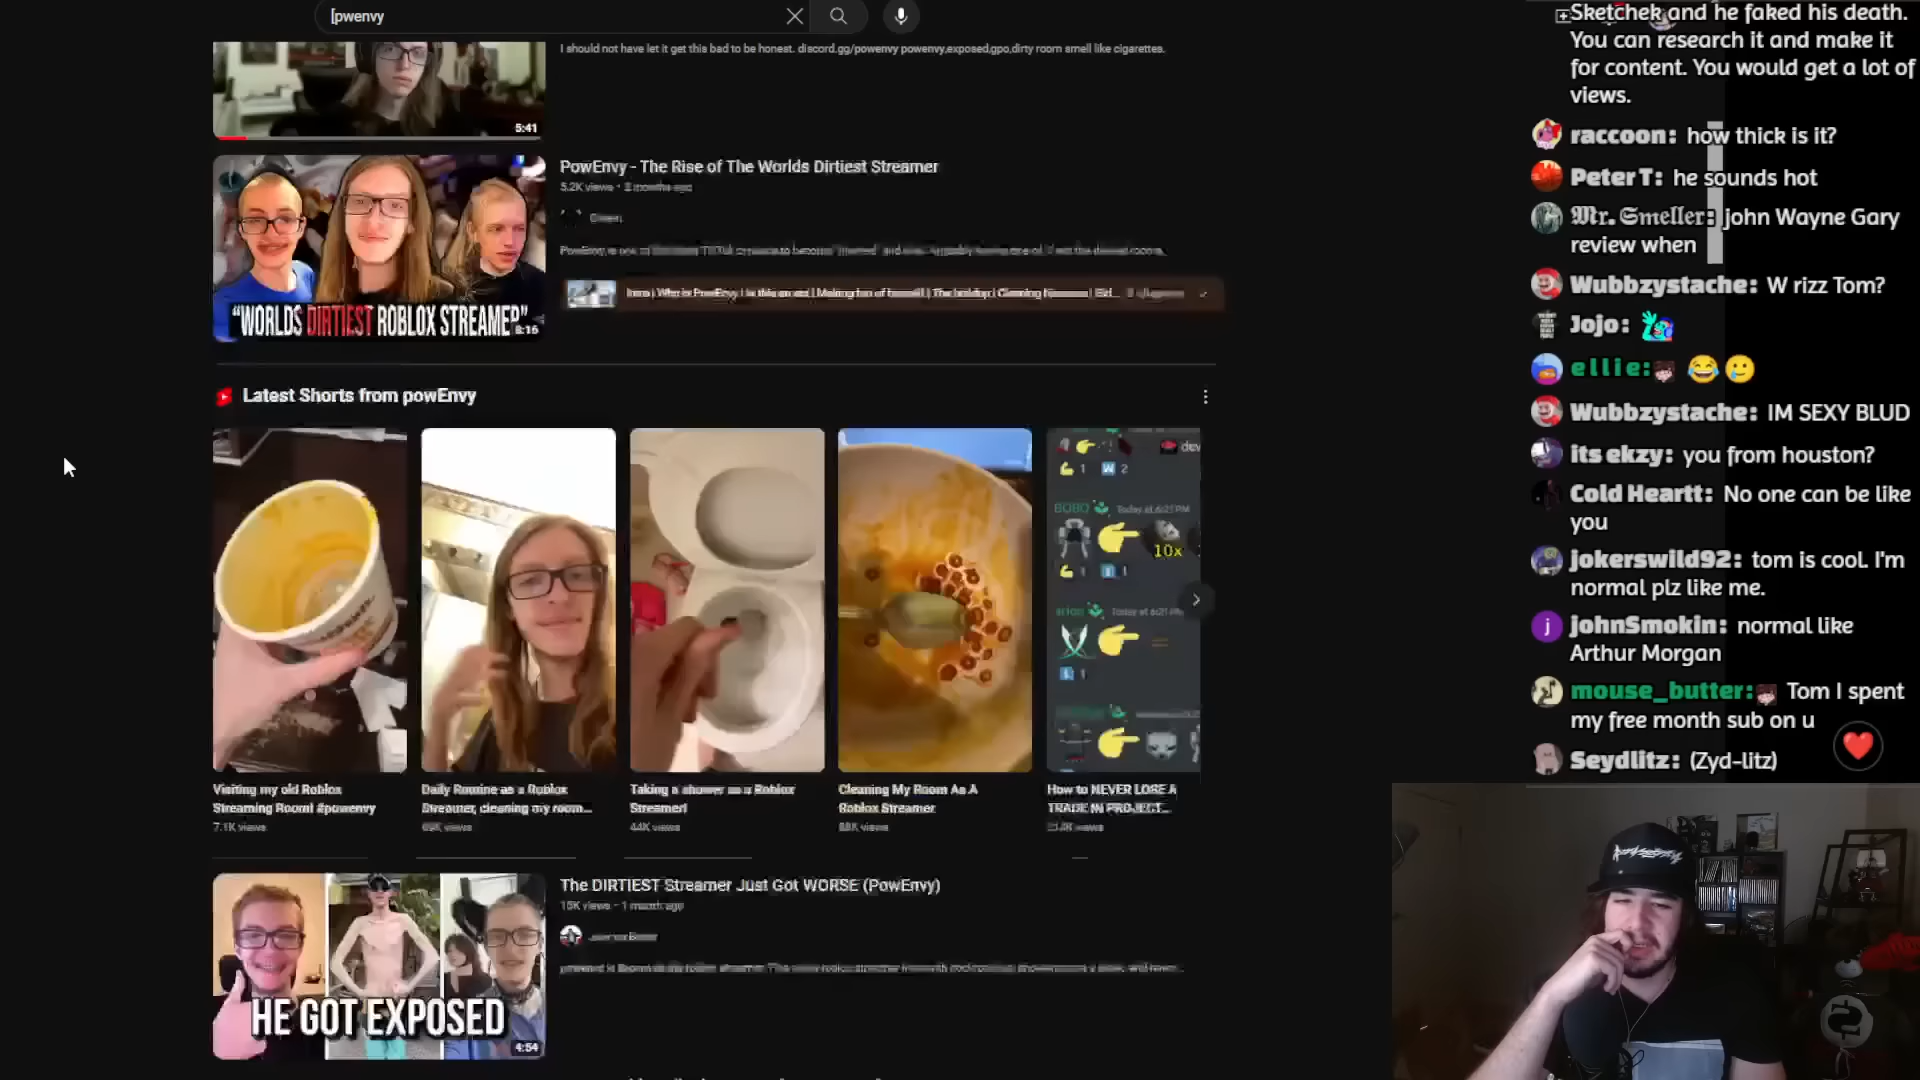 [pwenvy
I should not have let it get this bad to be honest. discord.gg/powenvy powenvy,exposed,gpo,dirty room smell like cigarettes.
5:41
PowEnvy - The Rise of The Worlds Dirtiest Streamer
5.2K views
"WORLDS DIRTIEST ROBLOX STREAMER"
8:16
Latest Shorts from powEnvy
BOBO Today at 6:21 PM
10x
Visiting my old Roblox
Streaming Room! #powenvy
7.1K views
Daily Routine as a Roblox
Streamer, cleaning my room...
Taking a shower as a Roblox
Streamer!
44K views
Cleaning My Room As A
Roblox Streamer
How to NEVER LOSE A
TRADE IN PROJECT...
The DIRTIEST Streamer Just Got WORSE (PowEnvy)
15K views • 1 month ago
HE GOT EXPOSED
4:54
Sketchek and he faked his death.
You can research it and make it
for content. You would get a lot of
views.
raccoon: how thick is it?
Peter T: he sounds hot
Mr. Smeller: john Wayne Gary
review when
Wubbzystache: W rizz Tom?
Jojo:
ellie: 😂🥲
Wubbzystache: IM SEXY BLUD
its ekzy: you from houston?
Cold Heartt: No one can be like
you
jokerswild92: tom is cool. I'm
normal plz like me.
j johnSmokin: normal like
Arthur Morgan
mouse_butter: Tom I spent
my free month sub on u
Seydlitz: (Zyd-litz)